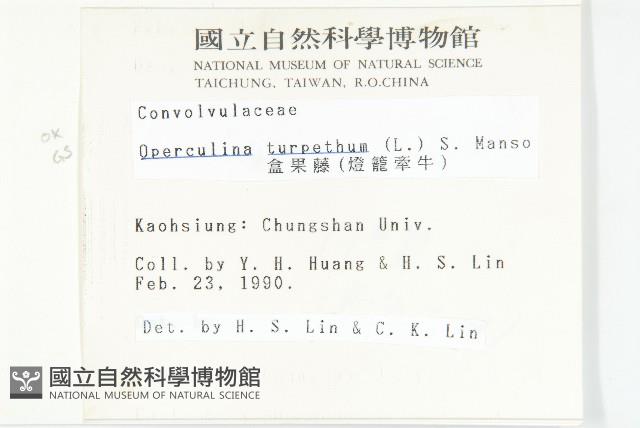 國立自然科學博物館
NATIONAL MUSEUM OF NATURAL SCIENCE
TAICHUNG, TAIWAN, R.O.CHINA
Convolvulaceae
Operculina turpethum (L.) S. Manso
盒果藤(燈籠牽牛)
OK
GS
Kaohsiung: Chungshan Univ.
Coll. by Y. H. Huang & H. S. Lin
Feb. 23, 1990.
Det. by H. S. Lin & C. K. Lin
國立自然科學博物館
NATIONAL MUSEUM OF NATURAL SCIENCE